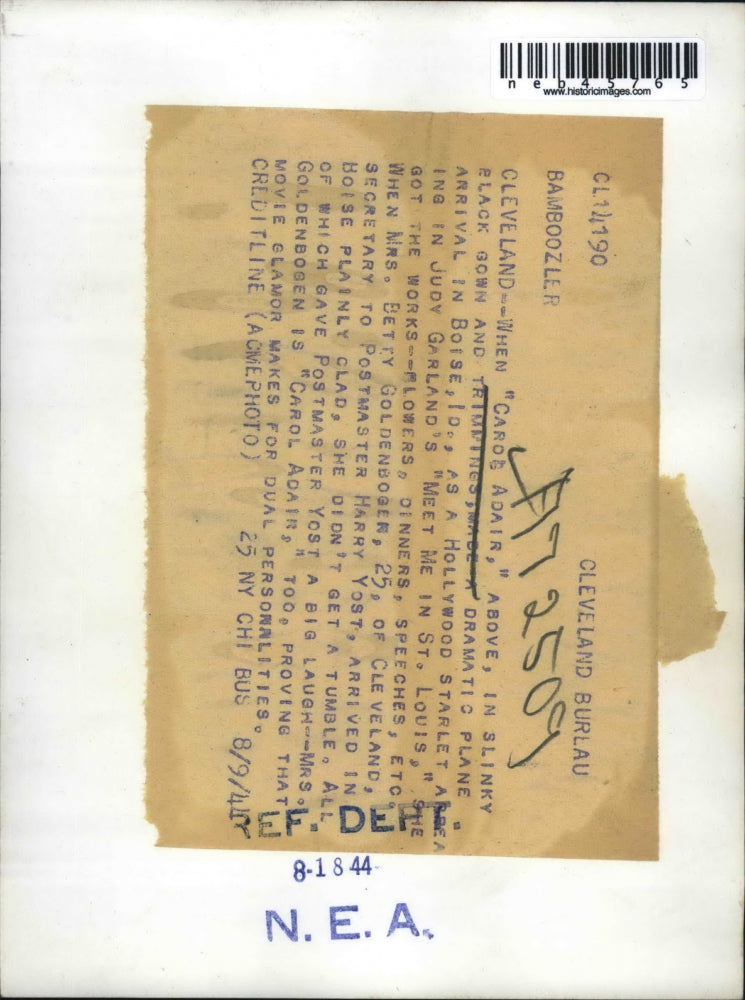 neb45765
www.historicimages.com
CL14190
CLEVELAND BUREAU
BAMBOOZLER
A172509
CLEVELAND--WHEN "CAROL ADAIR," ABOVE, IN SLINKY
BLACK GOWN AND TRIMMINGS, MADE A DRAMATIC PLANE
ARRIVAL IN BOISE, ID., AS A HOLLYWOOD STARLET APPEA
ING IN JUDY GARLAND'S "MEET ME IN ST. LOUIS," SHE
GOT THE WORKS--FLOWERS, DINNERS, SPEECHES, ETC
WHEN MRS. BETTY GOLDENBOGEN, 25, OF CLEVELAND,
SECRETARY TO POSTMASTER HARRY YOST, ARRIVED IN
BOISE PLAINLY CLAD, SHE DIDN'T GET A TUMBLE. ALL
OF WHICH GAVE POSTMASTER YOST A BIG LAUGH--MRS.
GOLDENBOGEN IS "CAROL ADAIR," TOO, PROVING THAT
MOVIE GLAMOR MAKES FOR DUAL PERSONALITIES.
CREDITLINE (ACMEPHOTO) 25 NY CHI BUS 8/9/44
REF. DEPT.
8-18 44
N. E. A.